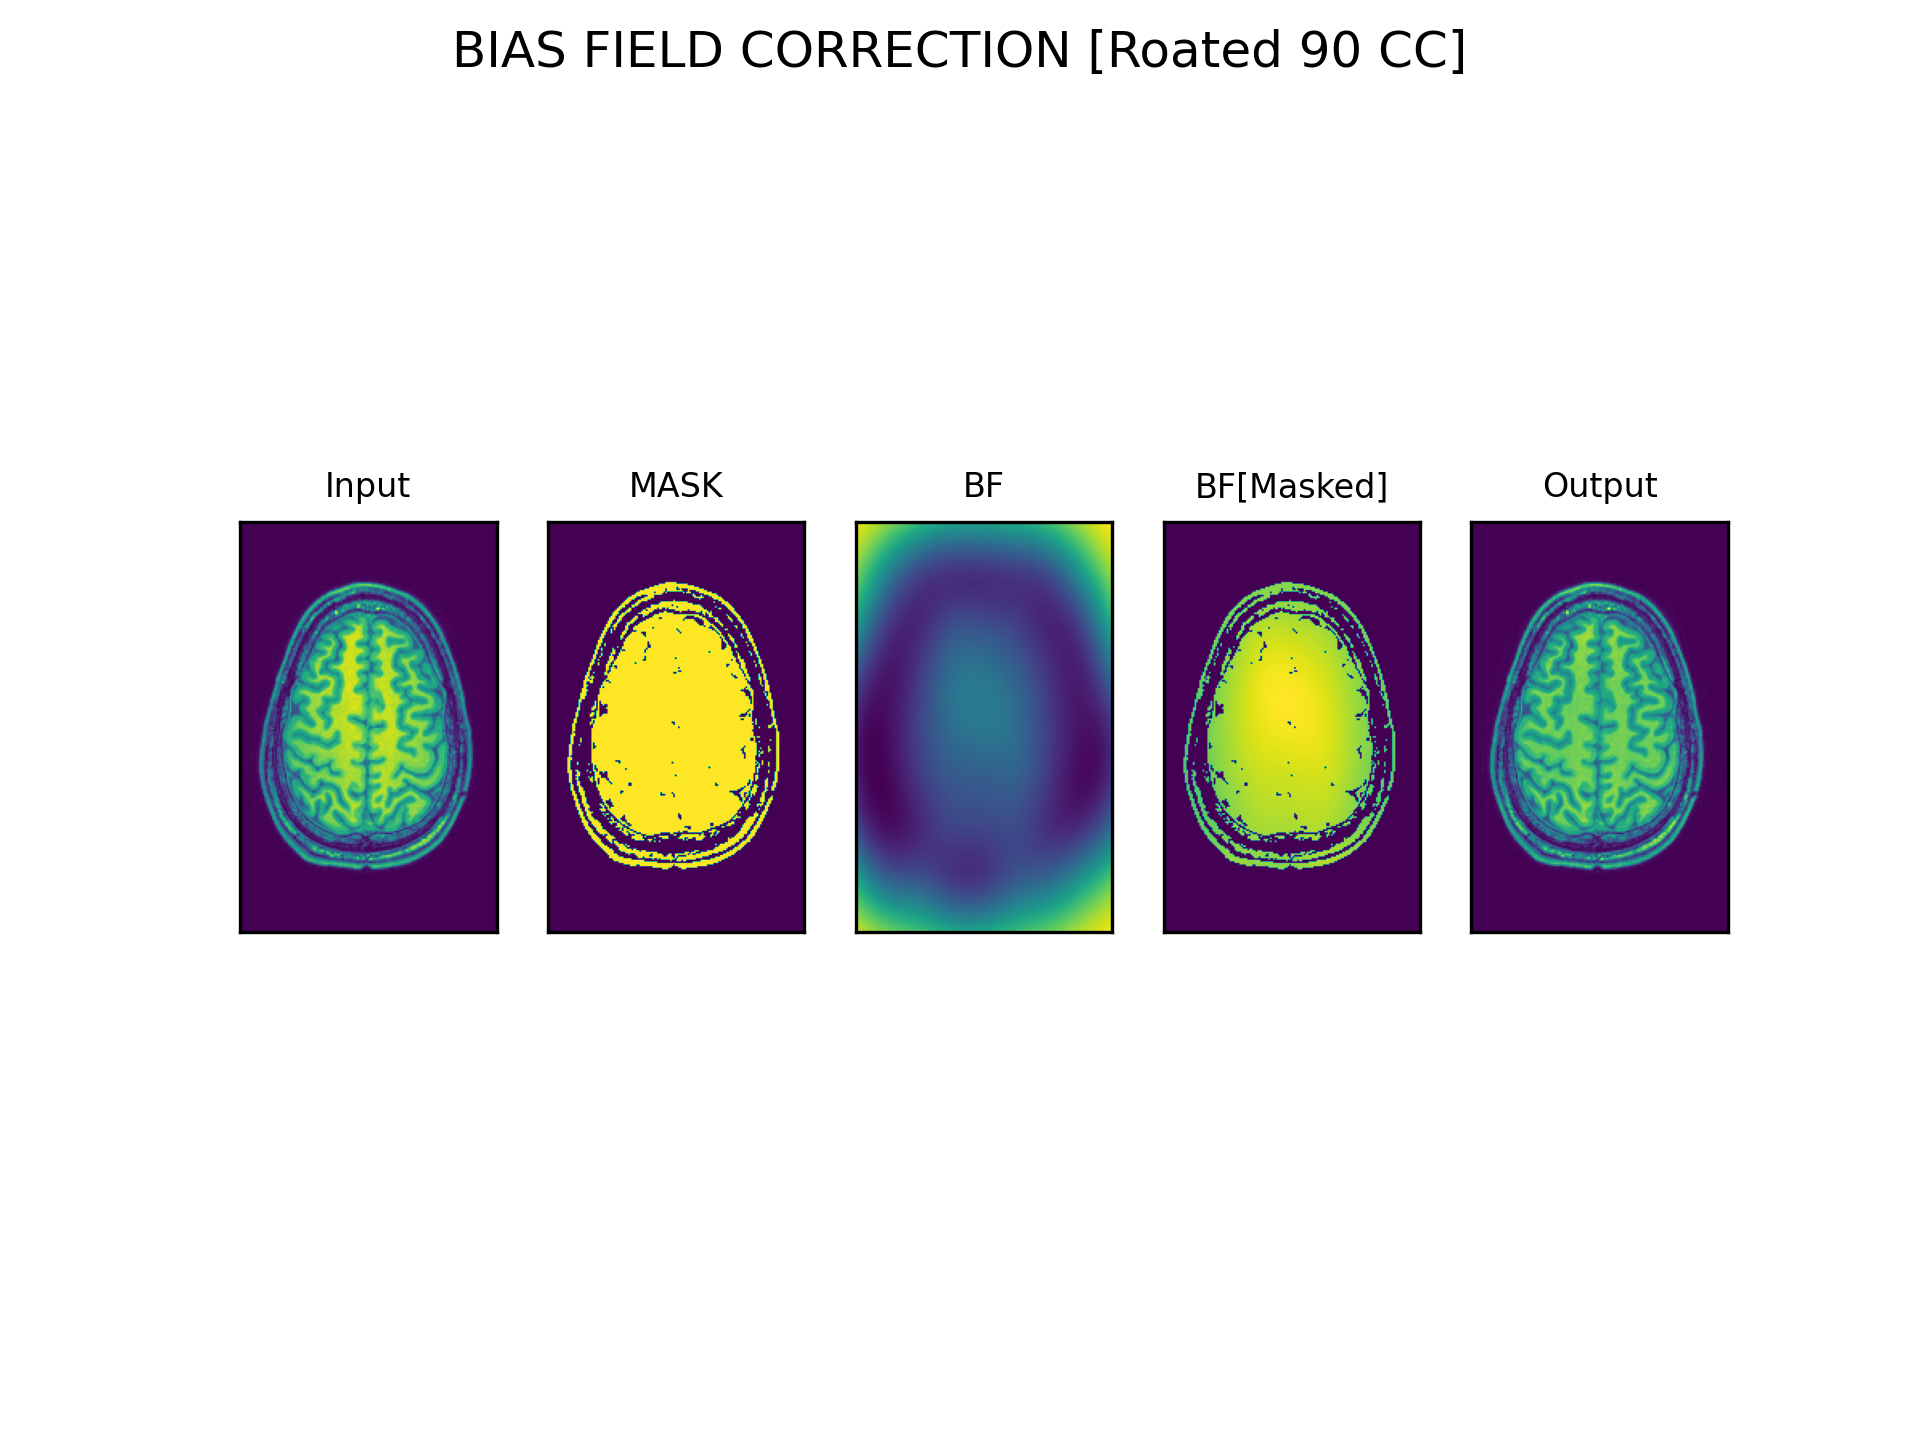 BIAS FIELD CORRECTION [Roated 90 CC]
Input
MASK
BF
BF[Masked]
Output